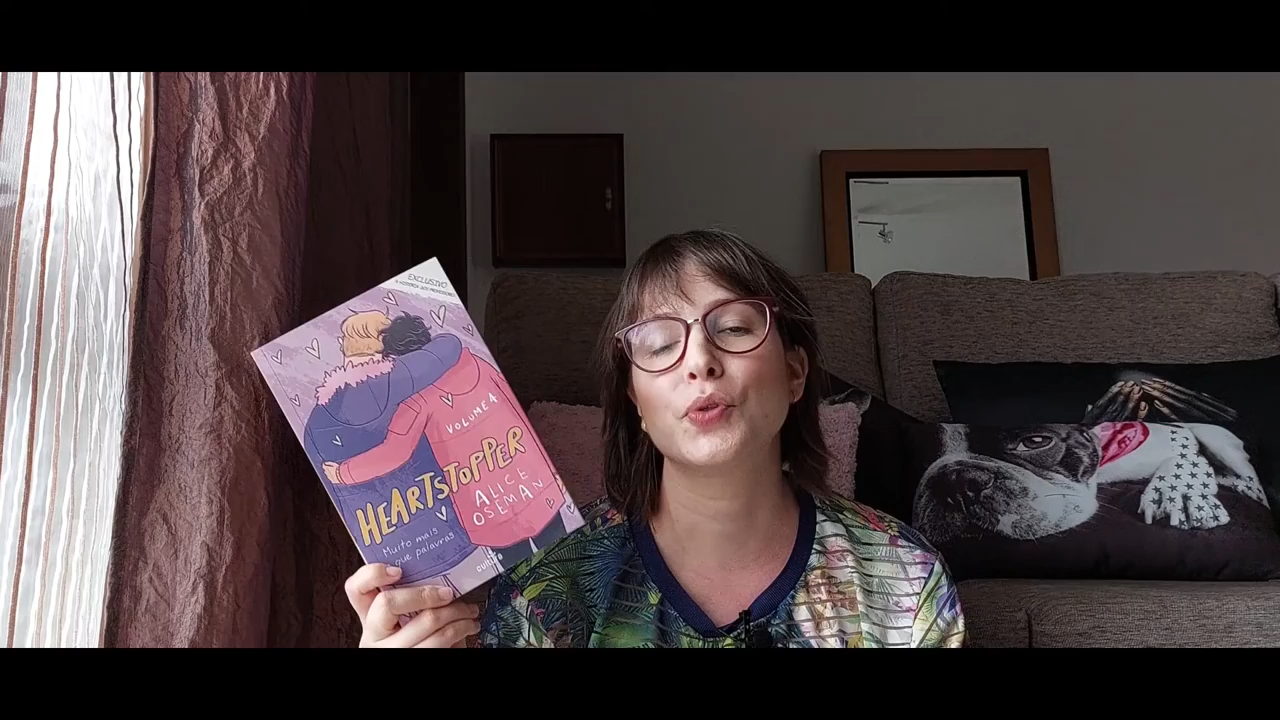 EXCLUSIVO
VOLUME 4
HEARTSTOPPER
ALICE
OSEMAN
Muito mais
que palavras